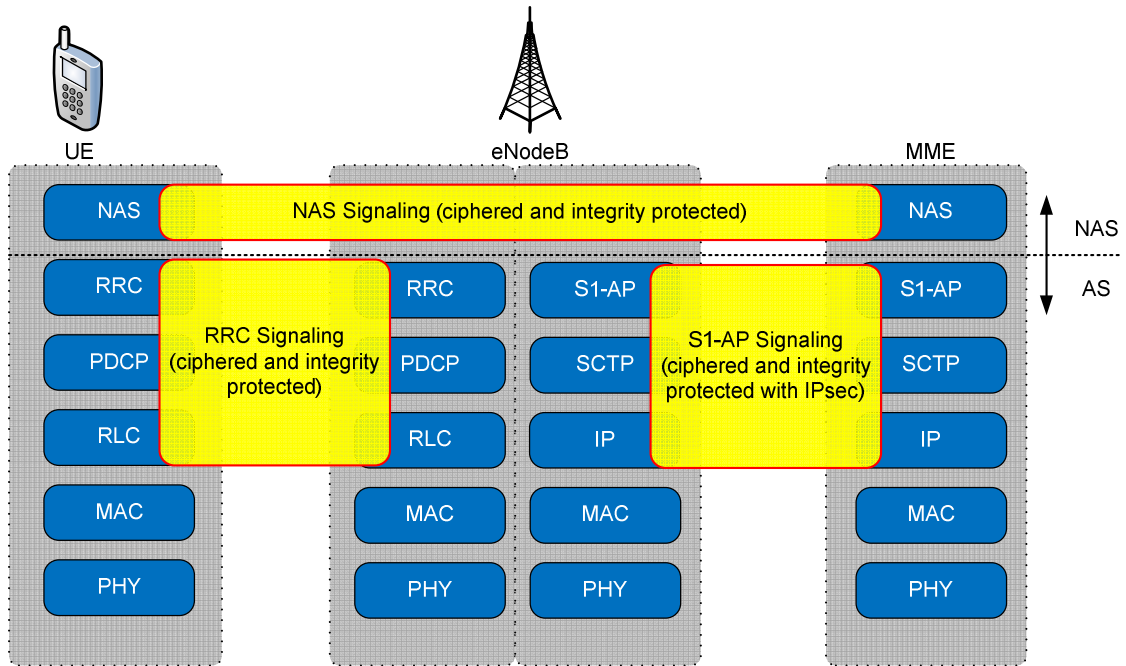 UE
eNodeB
MME
NAS
NAS Signaling (ciphered and integrity protected)
NAS
NAS
AS
RRC
RRC
S1-AP
S1-AP
RRC Signaling
(ciphered and integrity
protected)
S1-AP Signaling
(ciphered and integrity
protected with IPsec)
PDCP
PDCP
SCTP
SCTP
RLC
RLC
IP
IP
MAC
MAC
MAC
MAC
PHY
PHY
PHY
PHY